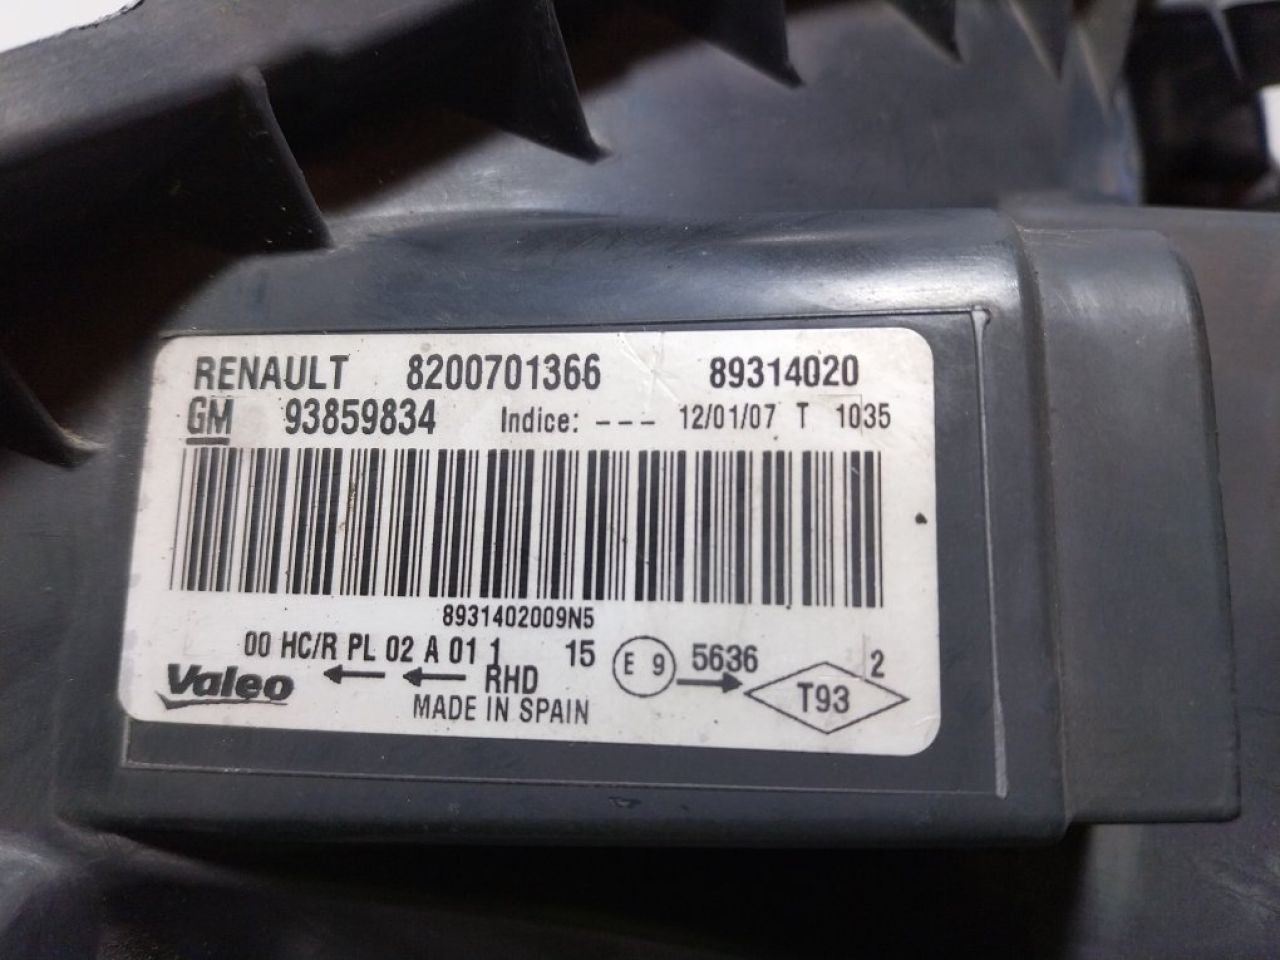 RENAULT 8200701366 89314020
GM 93859834 Indice: --- 12/01/07 T 1035
8931402009N5
00 HC/R PL 02 A 01 1 15 E 9 5636 2
Valeo RHD T93
MADE IN SPAIN